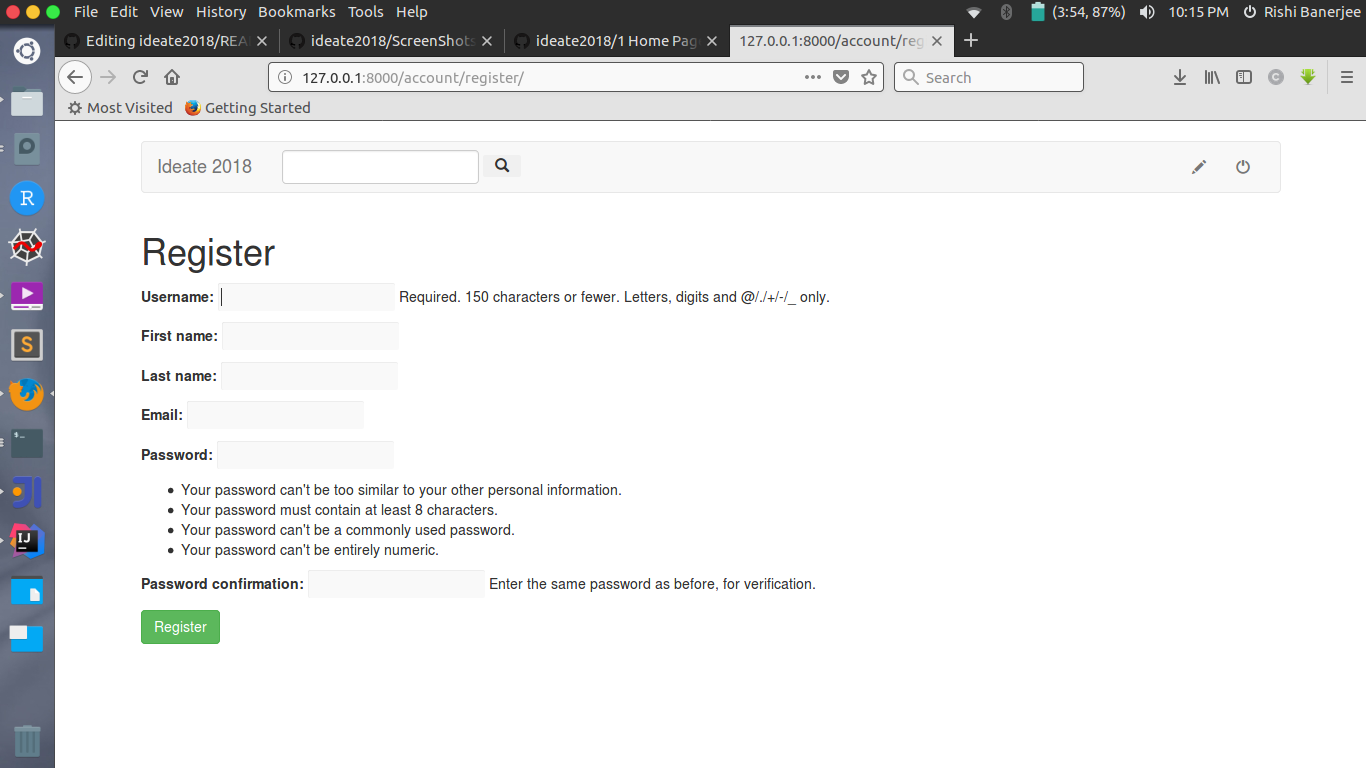 File Edit View History Bookmarks Tools Help (3:54, 87%) 10:15 PM Rishi Banerjee
Editing ideate2018/REA ideate2018/ScreenShots ideate2018/1 Home Pag 127.0.0.1:8000/account/reg
127.0.0.1:8000/account/register/ Search
Most Visited Getting Started
Ideate 2018
Register
Username: Required. 150 characters or fewer. Letters, digits and @/./+/-/_ only.
First name:
Last name:
Email:
Password:
Your password can't be too similar to your other personal information.
Your password must contain at least 8 characters.
Your password can't be a commonly used password.
Your password can't be entirely numeric.
Password confirmation: Enter the same password as before, for verification.
Register
R
S
IJ